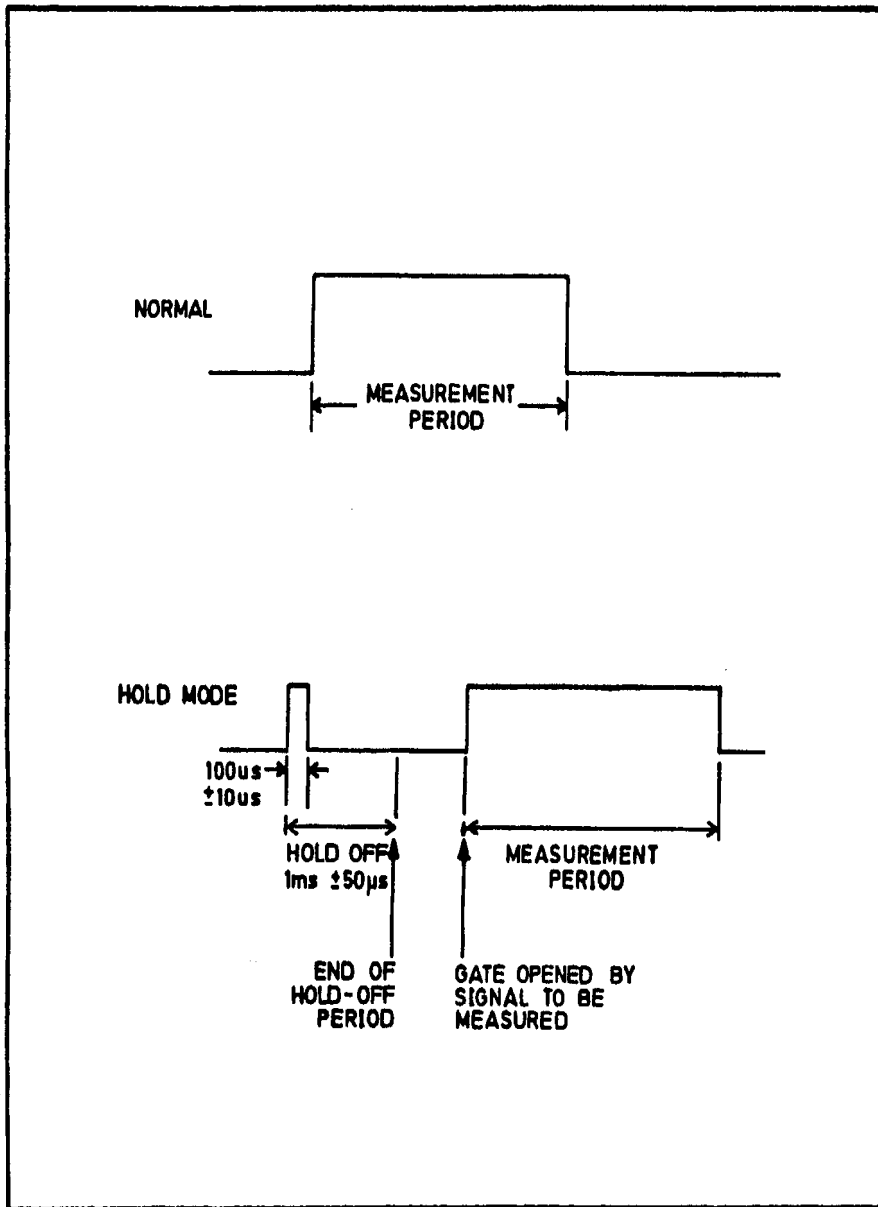 NORMAL
MEASUREMENT
PERIOD
HOLD MODE
100us
±10us
HOLD OFF
1ms ±50µs
MEASUREMENT
PERIOD
END OF
HOLD-OFF
PERIOD
GATE OPENED BY
SIGNAL TO BE
MEASURED